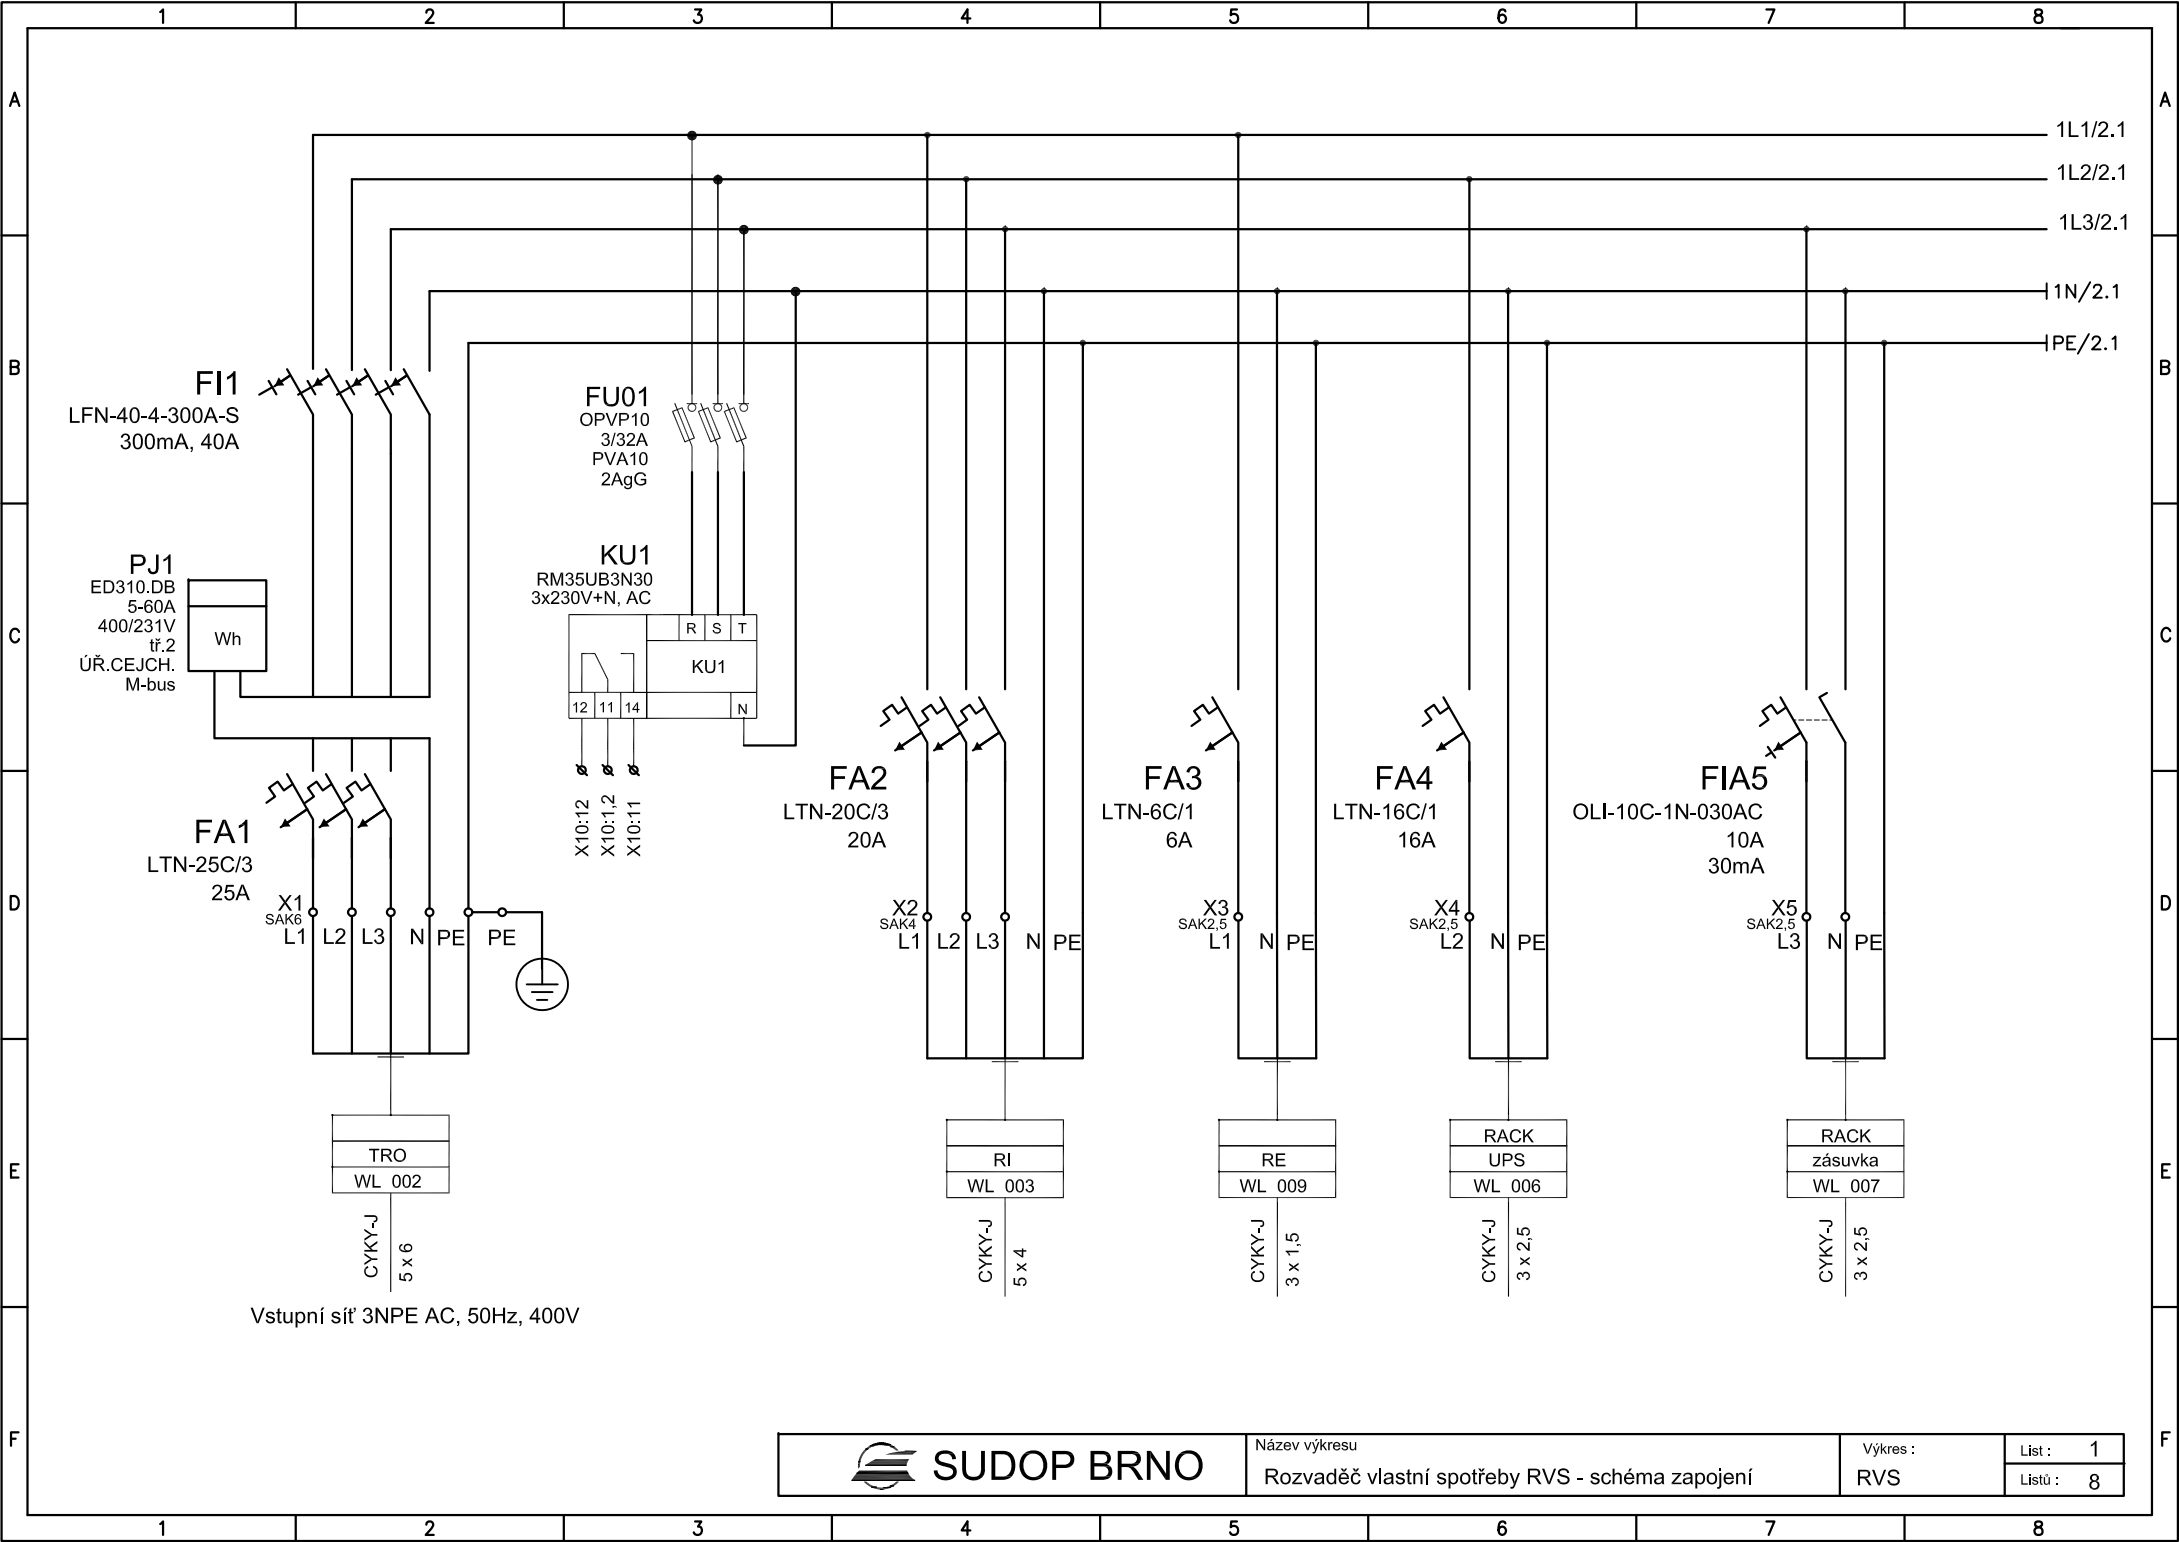 1 2 3 4 5 6 7 8
A A
1L1/2.1
1L2/2.1
1L3/2.1
1N/2.1
PE/2.1
B B
FI1
LFN-40-4-300A-S
300mA, 40A
FU01
OPVP10
3/32A
PVA10
2AgG
C C
PJ1
ED310.DB
5-60A
400/231V
tř.2
ÚŘ.CEJCH.
M-bus
Wh
KU1
RM35UB3N30
3x230V+N, AC
R S T
KU1
12 11 14 N
X10:12
X10:1,2
X10:11
D D
FA1
LTN-25C/3
25A
X1
SAK6
L1 L2 L3 N PE PE
FA2
LTN-20C/3
20A
X2
SAK4
L1 L2 L3 N PE
FA3
LTN-6C/1
6A
X3
SAK2,5
L1 N PE
FA4
LTN-16C/1
16A
X4
SAK2,5
L2 N PE
FIA5
OLI-10C-1N-030AC
10A
30mA
X5
SAK2,5
L3 N PE
E E
TRO
WL 002
CYKY-J
5 x 6
RI
WL 003
CYKY-J
5 x 4
RE
WL 009
CYKY-J
3 x 1,5
RACK
UPS
WL 006
CYKY-J
3 x 2,5
RACK
zásuvka
WL 007
CYKY-J
3 x 2,5
Vstupní síť 3NPE AC, 50Hz, 400V
F F
SUDOP BRNO
Název výkresu
Rozvaděč vlastní spotřeby RVS - schéma zapojení
Výkres :
RVS
List : 1
Listů : 8
1 2 3 4 5 6 7 8